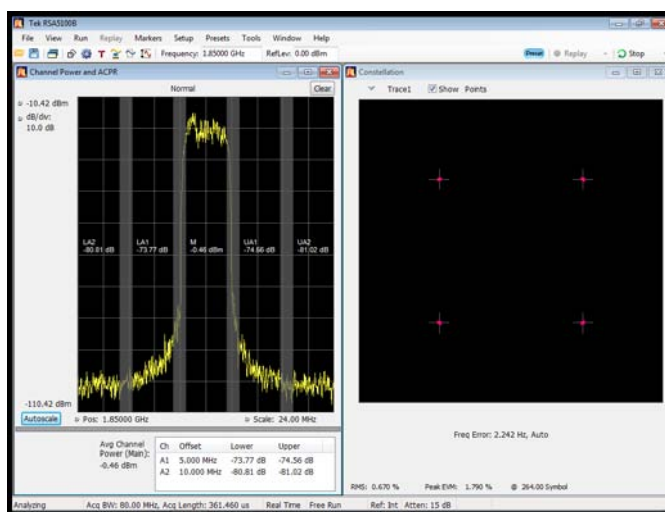 Tek RSA5100B
File View Run Replay Markers Setup Presets Tools Window Help
Frequency: 1.85000 GHz RefLev: 0.00 dBm Preset Replay Stop
Channel Power and ACPR
Normal Clear
-10.42 dBm
dB/div:
10.0 dB
LA2 LA1 M UA1 UA2
-80.81 dB -73.77 dB -0.46 dBm -74.56 dB -81.02 dB
-110.42 dBm
Autoscale Pos: 1.85000 GHz Scale: 24.00 MHz
Avg Channel
Power (Main):
-0.46 dBm
Ch Offset Lower Upper
A1 5.000 MHz -73.77 dB -74.56 dB
A2 10.000 MHz -80.81 dB -81.02 dB
Constellation
Trace1 Show Points
Freq Error: 2.242 Hz, Auto
RMS: 0.670 % Peak EVM: 1.790 % @ 264.00 Symbol
Analyzing Acq BW: 80.00 MHz, Acq Length: 361.460 us Real Time Free Run Ref: Int Atten: 15 dB